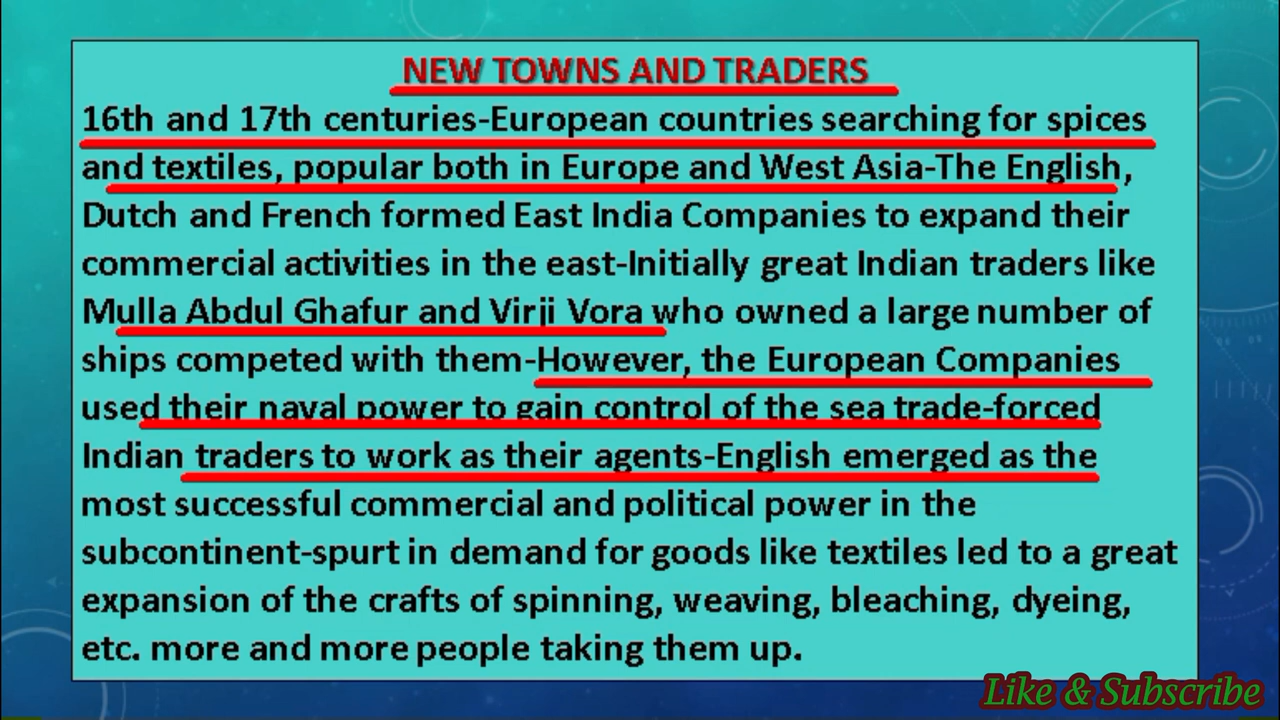 NEW TOWNS AND TRADERS
16th and 17th centuries-European countries searching for spices
and textiles, popular both in Europe and West Asia-The English,
Dutch and French formed East India Companies to expand their
commercial activities in the east-Initially great Indian traders like
Mulla Abdul Ghafur and Virji Vora who owned a large number of
ships competed with them-However, the European Companies
used their naval power to gain control of the sea trade-forced
Indian traders to work as their agents-English emerged as the
most successful commercial and political power in the
subcontinent-spurt in demand for goods like textiles led to a great
expansion of the crafts of spinning, weaving, bleaching, dyeing,
etc. more and more people taking them up.
Like & Subscribe